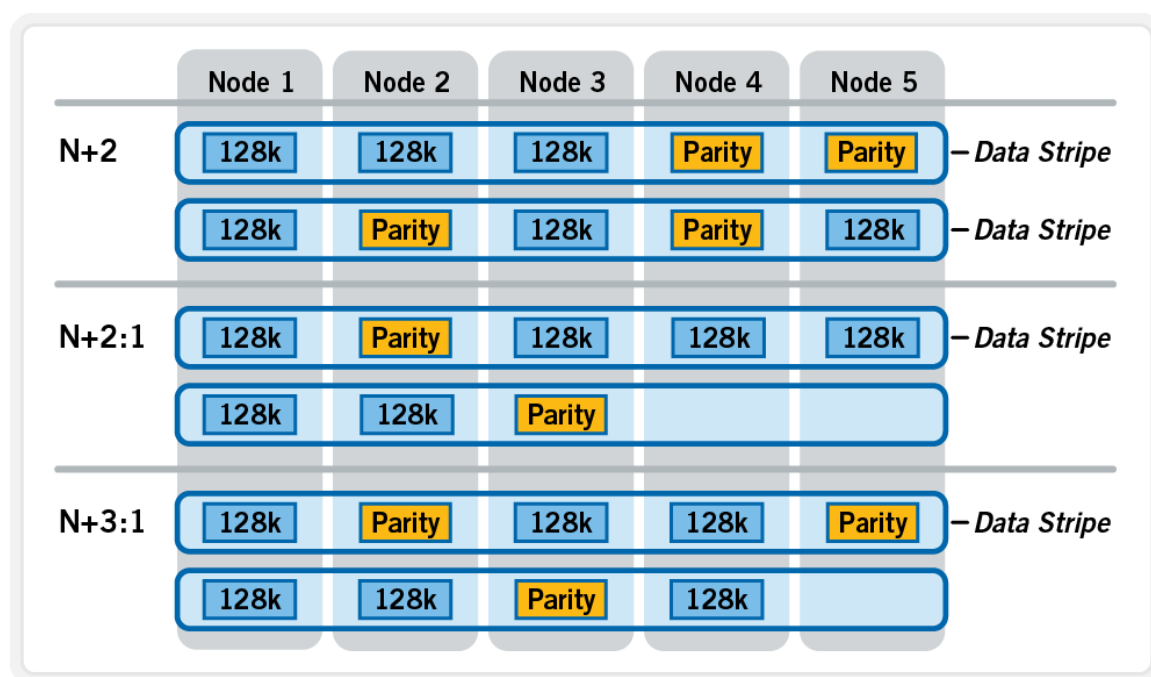 Node 1 Node 2 Node 3 Node 4 Node 5
N+2 128k 128k 128k Parity Parity – Data Stripe
128k Parity 128k Parity 128k – Data Stripe
N+2:1 128k Parity 128k 128k 128k – Data Stripe
128k 128k Parity
N+3:1 128k Parity 128k 128k Parity – Data Stripe
128k 128k Parity 128k